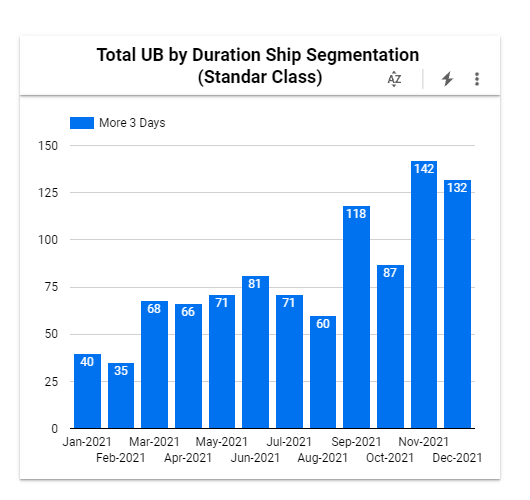 Total UB by Duration Ship Segmentation
(Standar Class)
AZ
More 3 Days
150
125
100
75
50
25
0
40
35
68
66
71
81
71
60
118
87
142
132
Jan-2021
Feb-2021
Mar-2021
Apr-2021
May-2021
Jun-2021
Jul-2021
Aug-2021
Sep-2021
Oct-2021
Nov-2021
Dec-2021